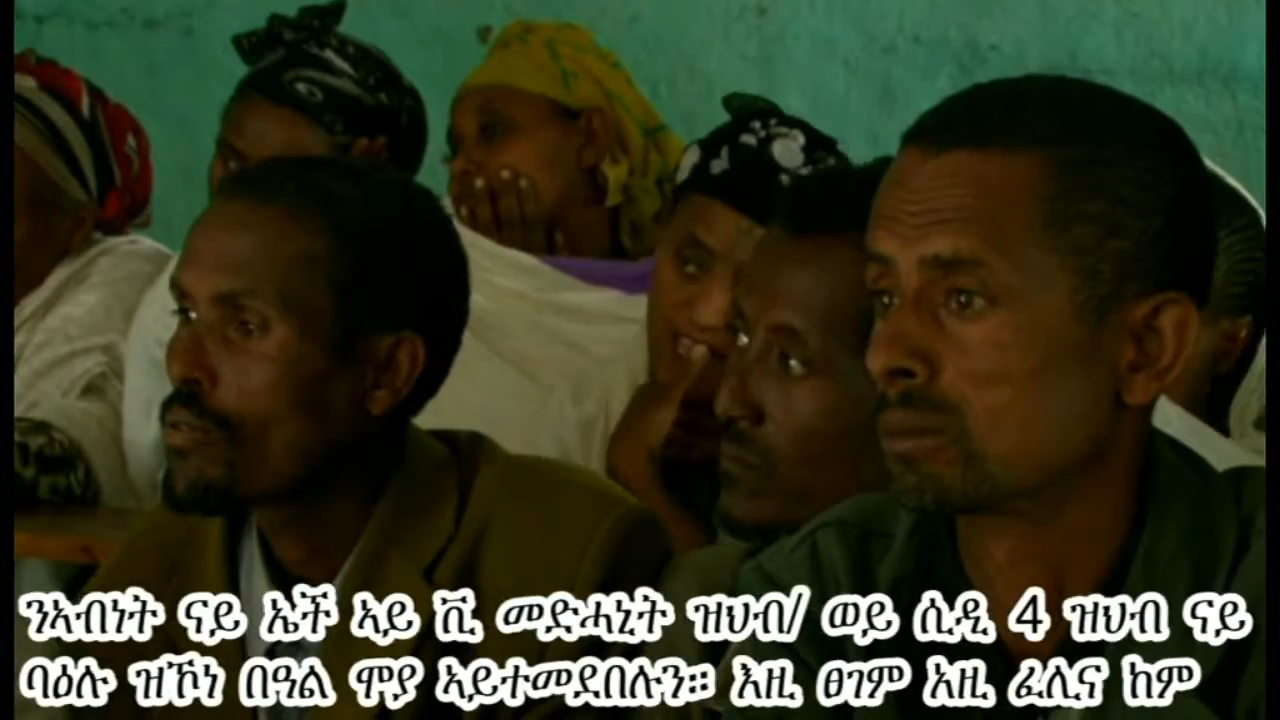 ንኣብነት ናይ ኤች ኣይ ቪ መድሓኒት ዝህብ/ ወይ ሲዲ 4 ዝህብ ናይ
ባዕሉ ዝኾነ በዓል ሞያ ኣይተመደበሉን። እዚ ፀገም አዚ ፈሊና ከም